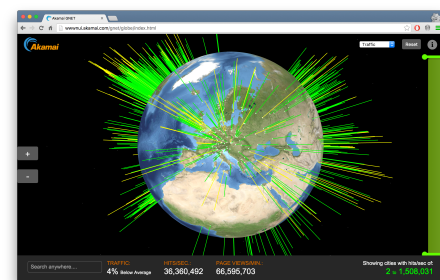 Akamai GNET
wwwnui.akamai.com/gnet/globe/index.html
Akamai
Traffic
Reset
i
+
-
Search anywhere....
TRAFFIC:
4% Below Average
HITS/SEC.:
36,360,492
PAGE VIEWS/MIN.:
66,595,703
Showing cities with hits/sec of:
2 to 1,508,031